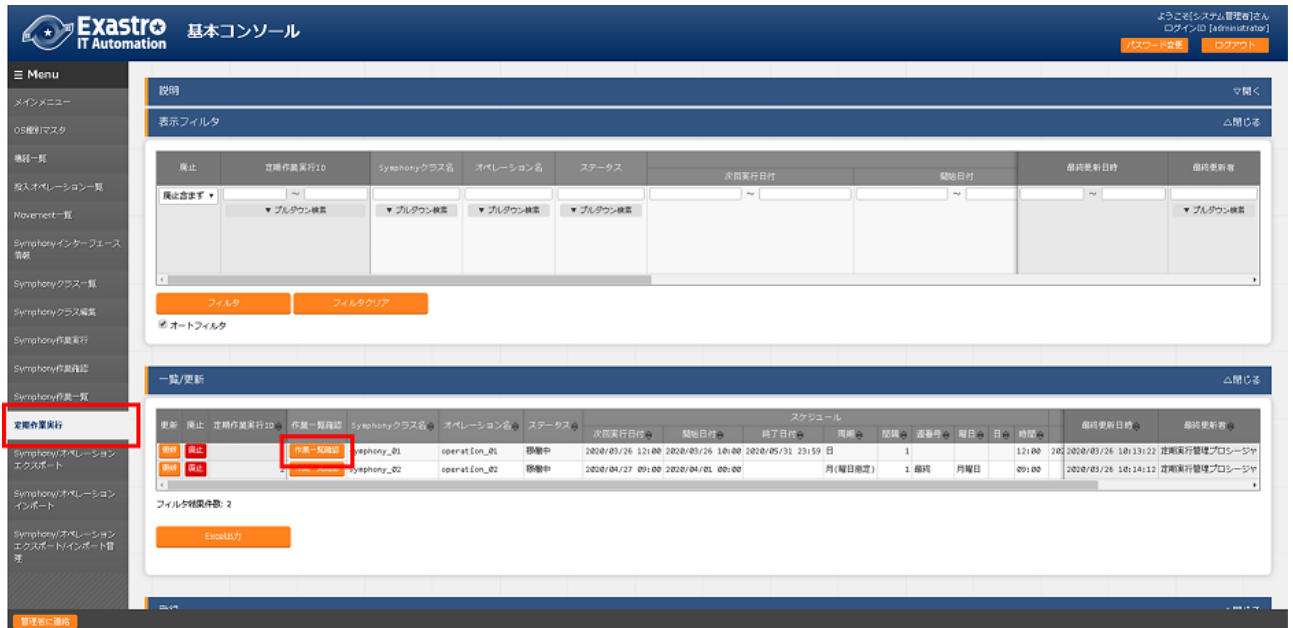 Exastro
IT Automation
基本コンソール
ようこそ[システム管理者]さん
ログインID [administrator]
パスワード変更 ログアウト
Menu
メインメニュー
OS種別マスタ
機器一覧
投入オペレーション一覧
Movement一覧
Symphonyインターフェース
情報
Symphonyクラス一覧
Symphonyクラス編集
Symphony作業実行
Symphony作業確認
Symphony作業一覧
定期作業実行
Symphony/オペレーション
エクスポート
Symphony/オペレーション
インポート
Symphony/オペレーション
エクスポート/インポート管
理
説明 ▽開く
表示フィルタ △閉じる
廃止 定期作業実行ID Symphonyクラス名 オペレーション名 ステータス 次回実行日付 開始日付 最終更新日時 最終更新者
廃止含まず ▼ ~ ~ ~ ~
▼ プルダウン検索 ▼ プルダウン検索 ▼ プルダウン検索 ▼ プルダウン検索 ▼ プルダウン検索
フィルタ フィルタクリア
オートフィルタ
一覧/更新 △閉じる
スケジュール
更新 廃止 定期作業実行ID 作業一覧確認 Symphonyクラス名 オペレーション名 ステータス 次回実行日付 開始日付 終了日付 周期 間隔 週番号 曜日 日 時間 最終更新日時 最終更新者
更新 廃止 作業一覧確認 ymphony_01 operation_01 稼働中 2020/03/26 12:00 2020/03/26 10:00 2020/05/31 23:59 日 1 12:00 202 2020/03/26 10:13:22 定期実行管理プロシージャ
更新 廃止 2 symphony_02 operation_02 稼働中 2020/04/27 09:00 2020/04/01 00:00 月(曜日指定) 1 最終 月曜日 09:00 2020/03/26 10:14:12 定期実行管理プロシージャ
フィルタ結果件数: 2
Excel出力
管理者に連絡